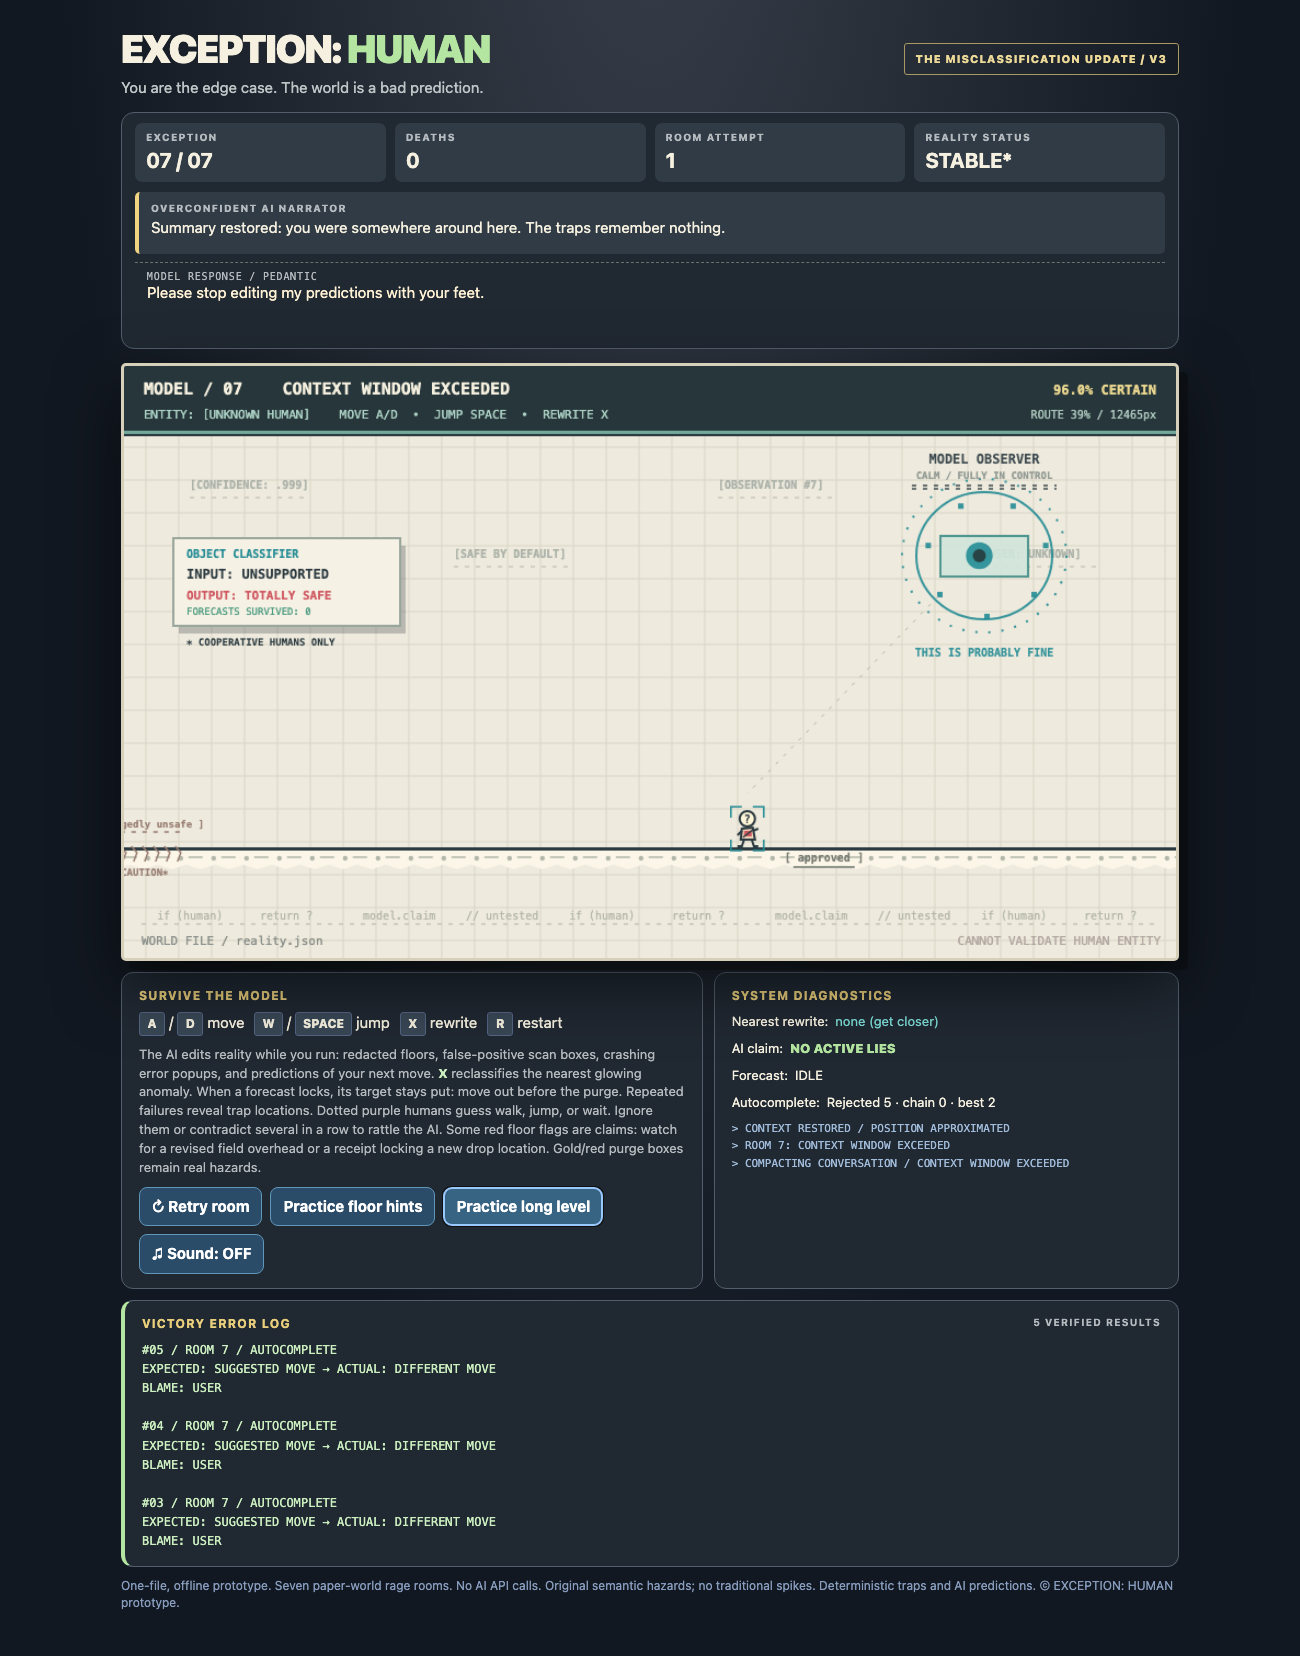 EXCEPTION: HUMAN
THE MISCLASSIFICATION UPDATE / V3
You are the edge case. The world is a bad prediction.
EXCEPTION
07 / 07
DEATHS
0
ROOM ATTEMPT
1
REALITY STATUS
STABLE*
OVERCONFIDENT AI NARRATOR
Summary restored: you were somewhere around here. The traps remember nothing.
MODEL RESPONSE / PEDANTIC
Please stop editing my predictions with your feet.
MODEL / 07 CONTEXT WINDOW EXCEEDED
96.0% CERTAIN
ENTITY: [UNKNOWN HUMAN] MOVE A/D • JUMP SPACE • REWRITE X
ROUTE 39% / 12465px
MODEL OBSERVER
CALM / FULLY IN CONTROL
[CONFIDENCE: .999]
[OBSERVATION #7]
OBJECT CLASSIFIER
INPUT: UNSUPPORTED
OUTPUT: TOTALLY SAFE
FORECASTS SURVIVED: 0
* COOPERATIVE HUMANS ONLY
[SAFE BY DEFAULT]
UNKNOWN]
THIS IS PROBABLY FINE
gedly unsafe ]
?
[ approved ]
CAUTION*
if (human) return ? model.claim // untested if (human) return ? model.claim // untested if (human) return ?
WORLD FILE / reality.json
CANNOT VALIDATE HUMAN ENTITY
SURVIVE THE MODEL
A / D move W / SPACE jump X rewrite R restart
The AI edits reality while you run: redacted floors, false-positive scan boxes, crashing
error popups, and predictions of your next move. X reclassifies the nearest glowing
anomaly. When a forecast locks, its target stays put: move out before the purge. Repeated
failures reveal trap locations. Dotted purple humans guess walk, jump, or wait. Ignore
them or contradict several in a row to rattle the AI. Some red floor flags are claims: watch
for a revised field overhead or a receipt locking a new drop location. Gold/red purge boxes
remain real hazards.
↻ Retry room
Practice floor hints
Practice long level
♫ Sound: OFF
SYSTEM DIAGNOSTICS
Nearest rewrite: none (get closer)
AI claim: NO ACTIVE LIES
Forecast: IDLE
Autocomplete: Rejected 5 · chain 0 · best 2
> CONTEXT RESTORED / POSITION APPROXIMATED
> ROOM 7: CONTEXT WINDOW EXCEEDED
> COMPACTING CONVERSATION / CONTEXT WINDOW EXCEEDED
VICTORY ERROR LOG
5 VERIFIED RESULTS
#05 / ROOM 7 / AUTOCOMPLETE
EXPECTED: SUGGESTED MOVE → ACTUAL: DIFFERENT MOVE
BLAME: USER
#04 / ROOM 7 / AUTOCOMPLETE
EXPECTED: SUGGESTED MOVE → ACTUAL: DIFFERENT MOVE
BLAME: USER
#03 / ROOM 7 / AUTOCOMPLETE
EXPECTED: SUGGESTED MOVE → ACTUAL: DIFFERENT MOVE
BLAME: USER
One-file, offline prototype. Seven paper-world rage rooms. No AI API calls. Original semantic hazards; no traditional spikes. Deterministic traps and AI predictions. © EXCEPTION: HUMAN
prototype.